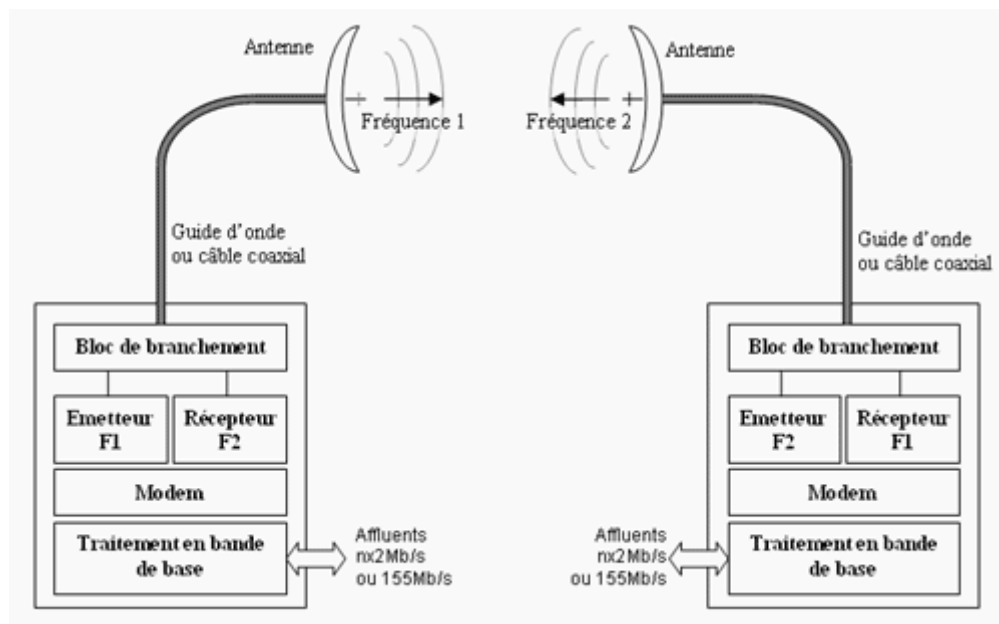 Antenne
Antenne
Fréquence 1
Fréquence 2
Guide d'onde
ou câble coaxial
Guide d'onde
ou câble coaxial
Bloc de branchement
Emetteur
F1
Récepteur
F2
Modem
Traitement en bande
de base
Affluents
nx2Mb/s
ou 155Mb/s
Bloc de branchement
Emetteur
F2
Récepteur
F1
Modem
Traitement en bande
de base
Affluents
nx2Mb/s
ou 155Mb/s